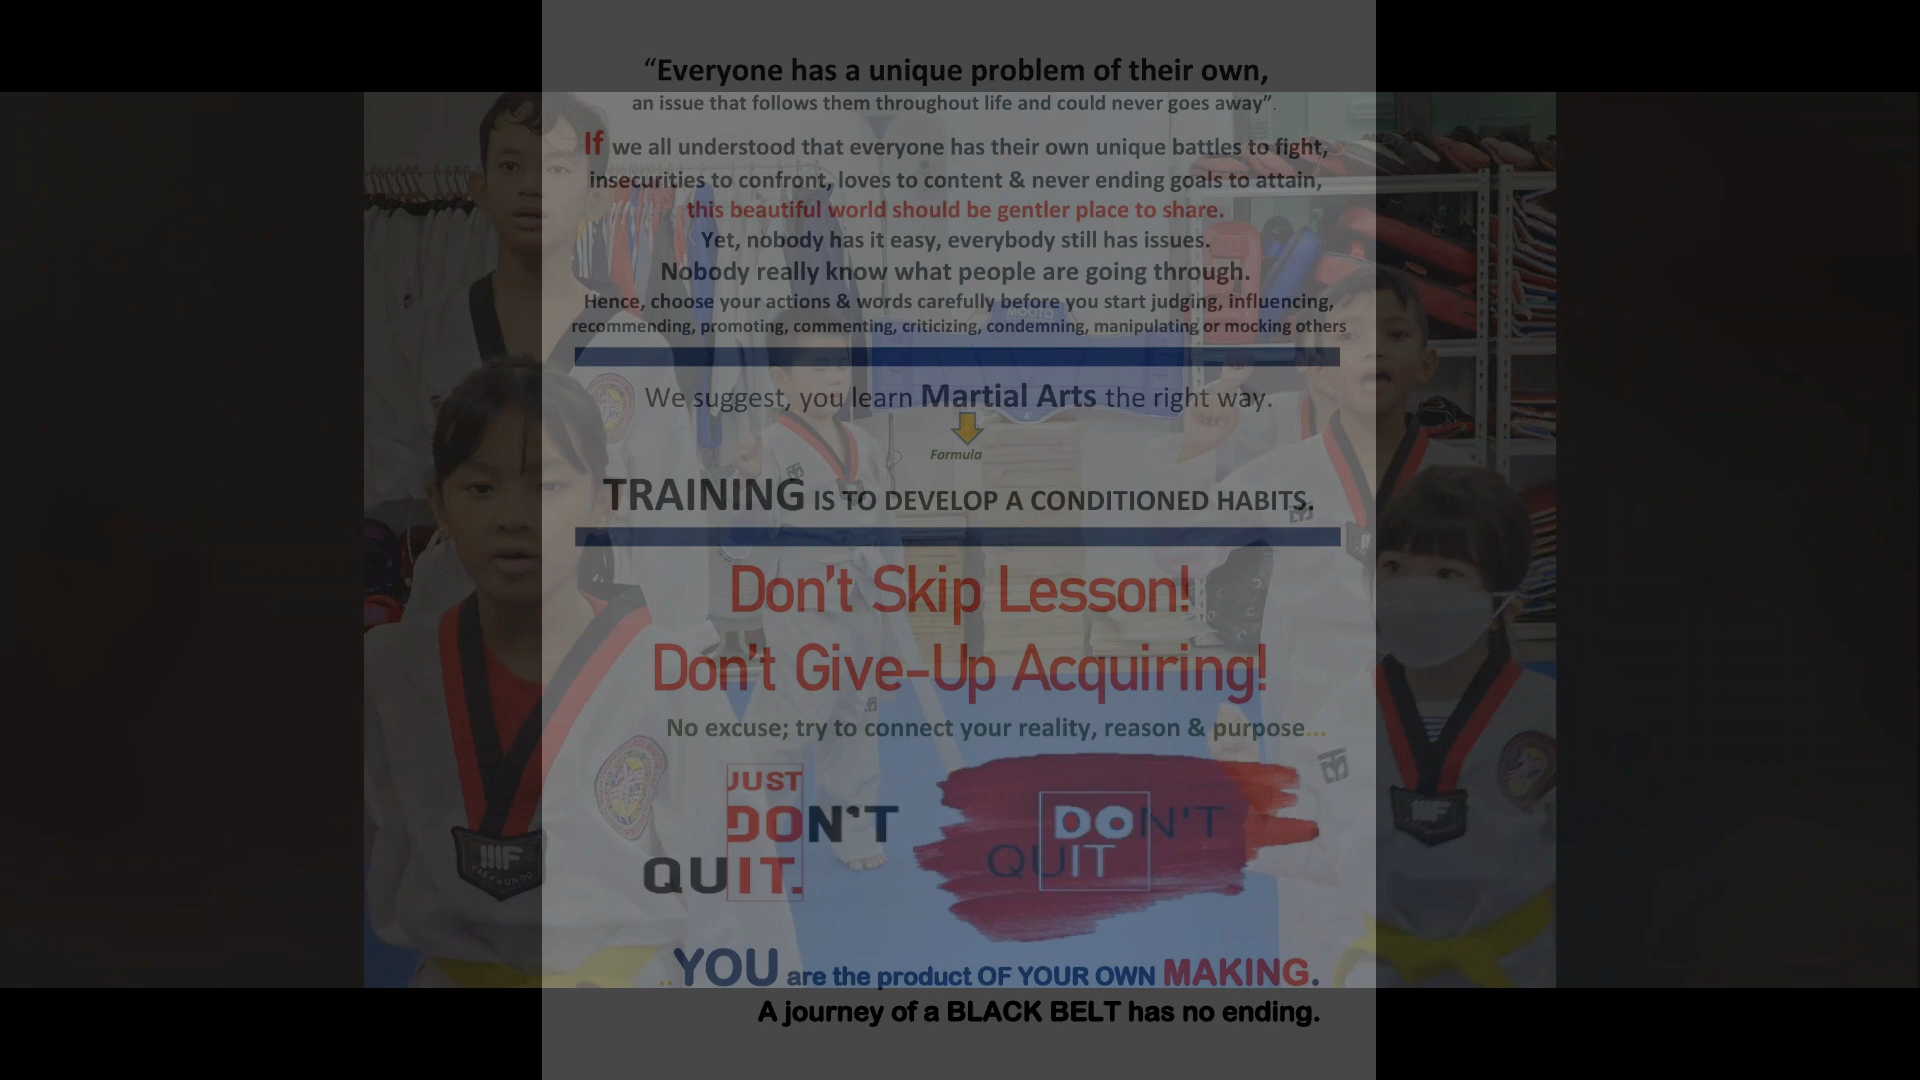 “Everyone has a unique problem of their own,
an issue that follows them throughout life and could never goes away”.
If we all understood that everyone has their own unique battles to fight,
insecurities to confront, loves to content & never ending goals to attain,
this beautiful world should be gentler place to share.
Yet, nobody has it easy, everybody still has issues.
Nobody really know what people are going through.
Hence, choose your actions & words carefully before you start judging, influencing,
recommending, promoting, commenting, criticizing, condemning, manipulating or mocking others
MOOTO
We suggest, you learn Martial Arts the right way.
Formula
TRAINING IS TO DEVELOP A CONDITIONED HABITS.
Don't Skip Lesson!
Don't Give-Up Acquiring!
No excuse; try to connect your reality, reason & purpose...
JUST
DON'T
QUIT.
DON'T
QUIT
TAEKWONDO
..YOU are the product OF YOUR OWN MAKING.
A journey of a BLACK BELT has no ending.